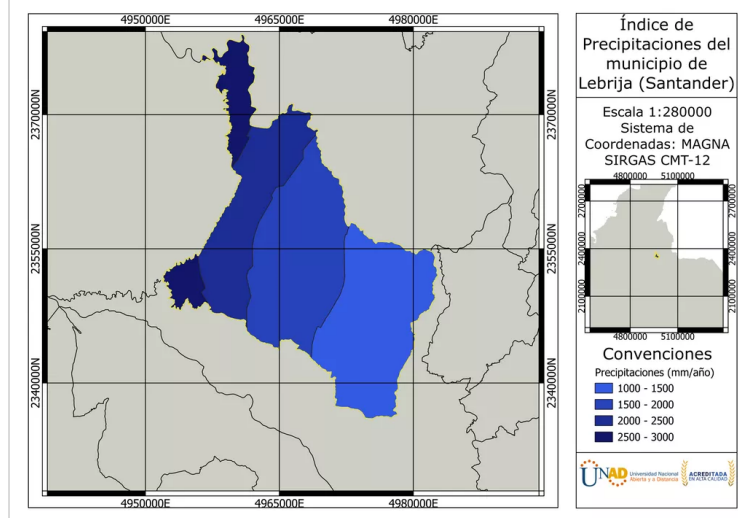 4950000E 4965000E 4980000E
2370000N
2355000N
2340000N
4950000E 4965000E 4980000E
Índice de
Precipitaciones del
municipio de
Lebrija (Santander)
Escala 1:280000
Sistema de
Coordenadas: MAGNA
SIRGAS CMT-12
4800000 5100000
2700000 2700000
2400000 2400000
2100000 2100000
4800000 5100000
Convenciones
Precipitaciones (mm/año)
1000 - 1500
1500 - 2000
2000 - 2500
2500 - 3000
UNAD Universidad Nacional
Abierta y a Distancia
ACREDITADA
EN ALTA CALIDAD
2370000N
2355000N
2340000N